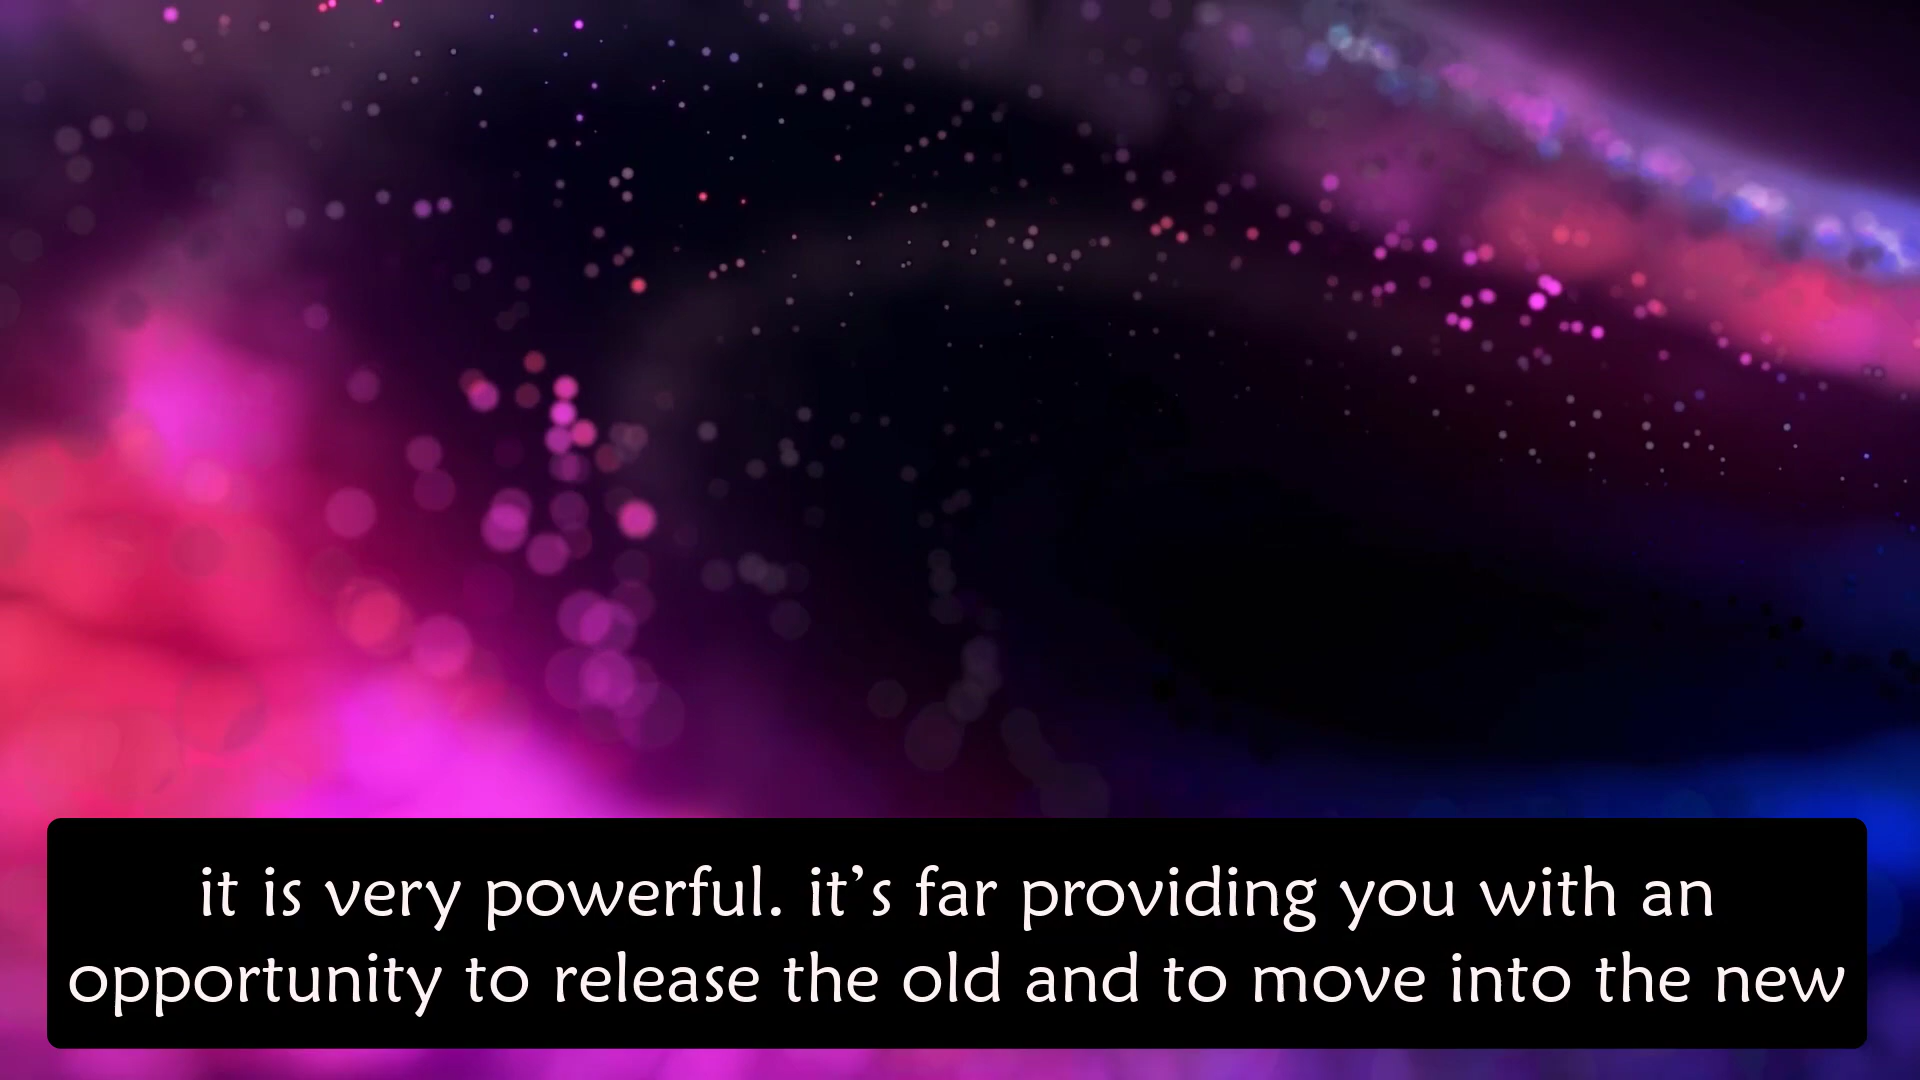 it is very powerful. it’s far providing you with an
opportunity to release the old and to move into the new